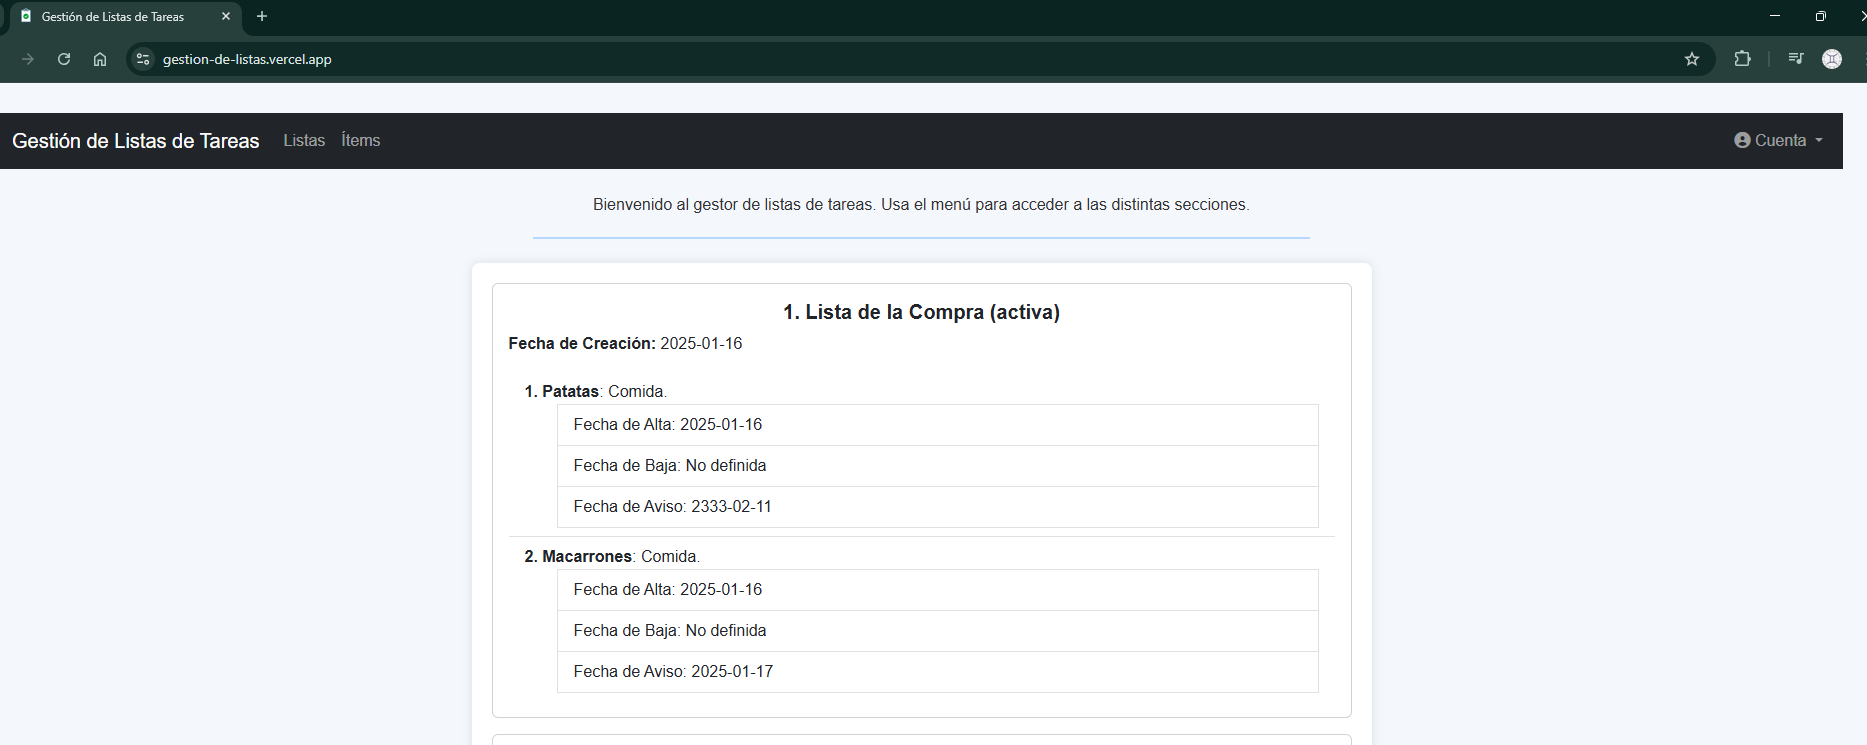 Gestión de Listas de Tareas
gestion-de-listas.vercel.app
Gestión de Listas de Tareas Listas Ítems Cuenta
Bienvenido al gestor de listas de tareas. Usa el menú para acceder a las distintas secciones.
1. Lista de la Compra (activa)
Fecha de Creación: 2025-01-16
1. Patatas: Comida.
Fecha de Alta: 2025-01-16
Fecha de Baja: No definida
Fecha de Aviso: 2333-02-11
2. Macarrones: Comida.
Fecha de Alta: 2025-01-16
Fecha de Baja: No definida
Fecha de Aviso: 2025-01-17